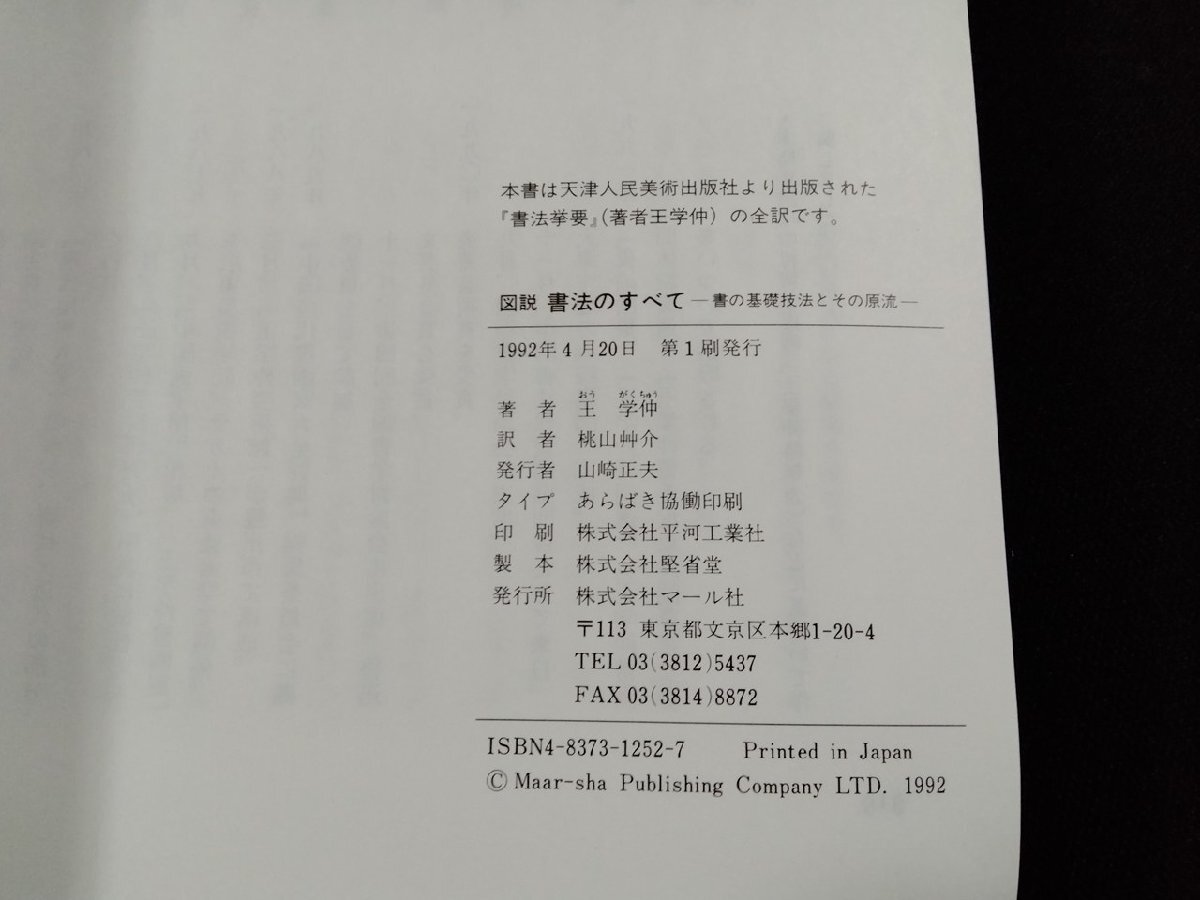 本書は天津人民美術出版社より出版された
『書法挙要』(著者王学仲)の全訳です。
図説 書法のすべて―書の基礎技法とその原流―
1992年4月20日 第1刷発行
おう がくちゅう
著者 王 学仲
訳者 桃山艸介
発行者 山崎正夫
タイプ あらばき協働印刷
印刷 株式会社平河工業社
製本 株式会社堅省堂
発行所 株式会社マール社
〒113 東京都文京区本郷1-20-4
TEL 03(3812)5437
FAX 03(3814)8872
ISBN4-8373-1252-7 Printed in Japan
© Maar-sha Publishing Company LTD. 1992